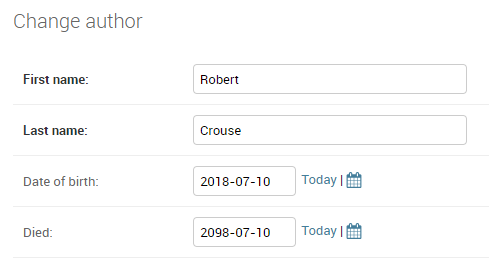 Change author
First name: Robert
Last name: Crouse
Date of birth: 2018-07-10 Today |
Died: 2098-07-10 Today |